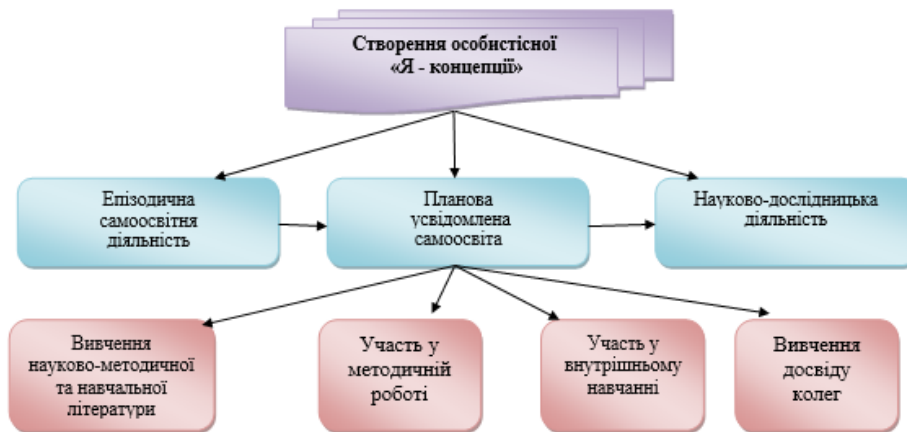 Створення особистісної
«Я - концепції»
Епізодична
самоосвітня
діяльність
Планова
усвідомлена
самоосвіта
Науково-дослідницька
діяльність
Вивчення
науково-методичної
та навчальної
літератури
Участь у
методичній
роботі
Участь у
внутрішньому
навчанні
Вивчення
досвіду
колег